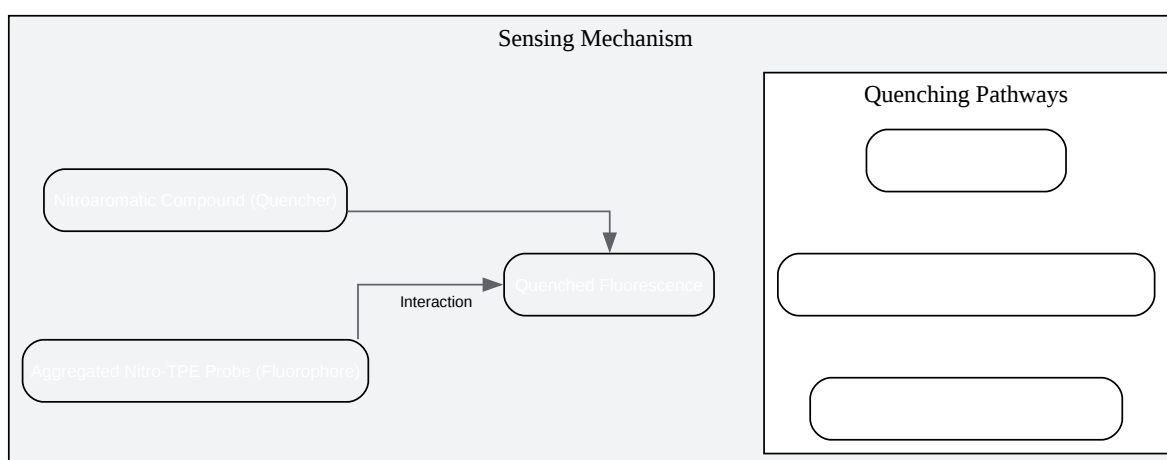 Sensing Mechanism
Quenching Pathways
Nitroaromatic Compound (Quencher)
Quenched Fluorescence
Interaction
Aggregated Nitro-TPE Probe (Fluorophore)